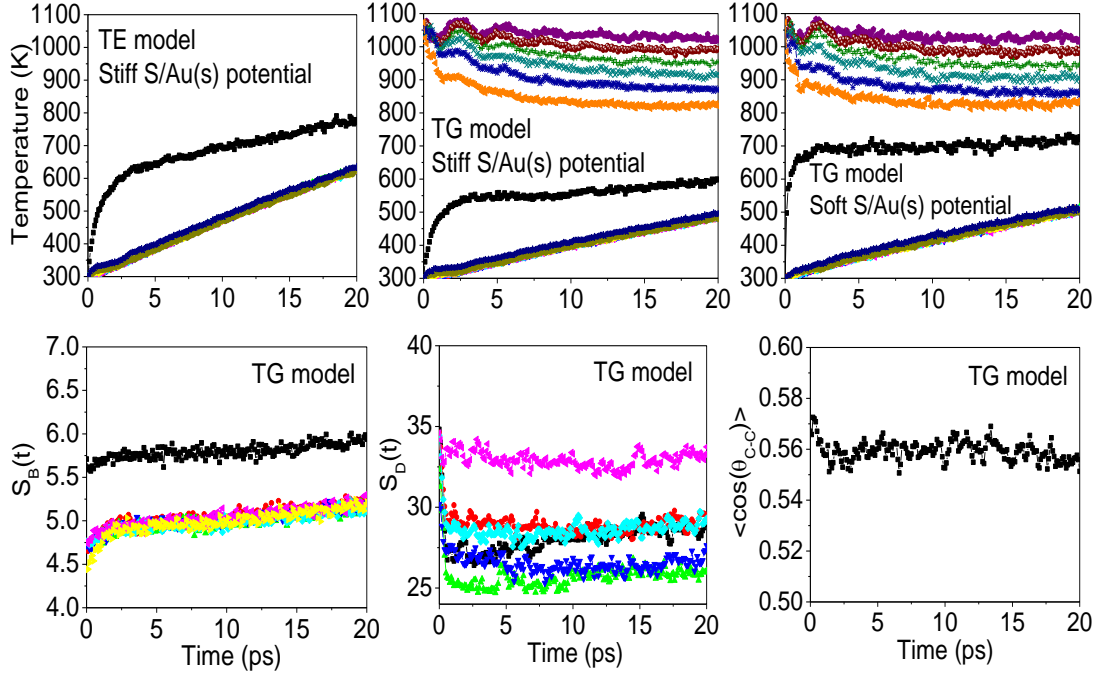 1100
1000
900
800
700
600
500
400
300
Temperature (K)
TE model
Stiff S/Au(s) potential
0 5 10 15 20
1100
1000
900
800
700
600
500
400
300
TG model
Stiff S/Au(s) potential
0 5 10 15 20
1100
1000
900
800
700
600
500
400
300
TG model
Soft S/Au(s) potential
0 5 10 15 20
7.0
6.5
6.0
5.5
5.0
4.5
4.0
S_B(t)
TG model
0 5 10 15 20
Time (ps)
40
35
30
25
S_D(t)
TG model
0 5 10 15 20
Time (ps)
0.60
0.58
0.56
0.54
0.52
0.50
<cos(θ_C-C)>
TG model
0 5 10 15 20
Time (ps)